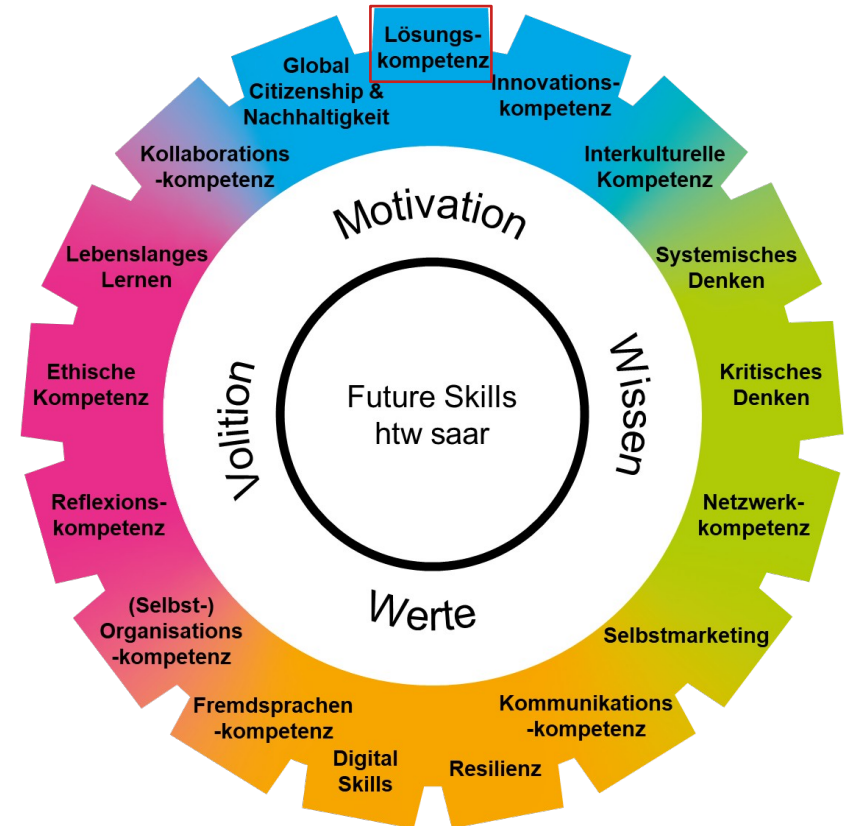 Lösungs-
kompetenz
Innovations-
kompetenz
Interkulturelle
Kompetenz
Systemisches
Denken
Kritisches
Denken
Netzwerk-
kompetenz
Selbstmarketing
Kommunikations
-kompetenz
Resilienz
Digital
Skills
Fremdsprachen
-kompetenz
(Selbst-)
Organisations
-kompetenz
Reflexions-
kompetenz
Ethische
Kompetenz
Lebenslanges
Lernen
Kollaborations
-kompetenz
Global
Citizenship &
Nachhaltigkeit
Motivation
Wissen
Werte
Volition
Future Skills
htw saar